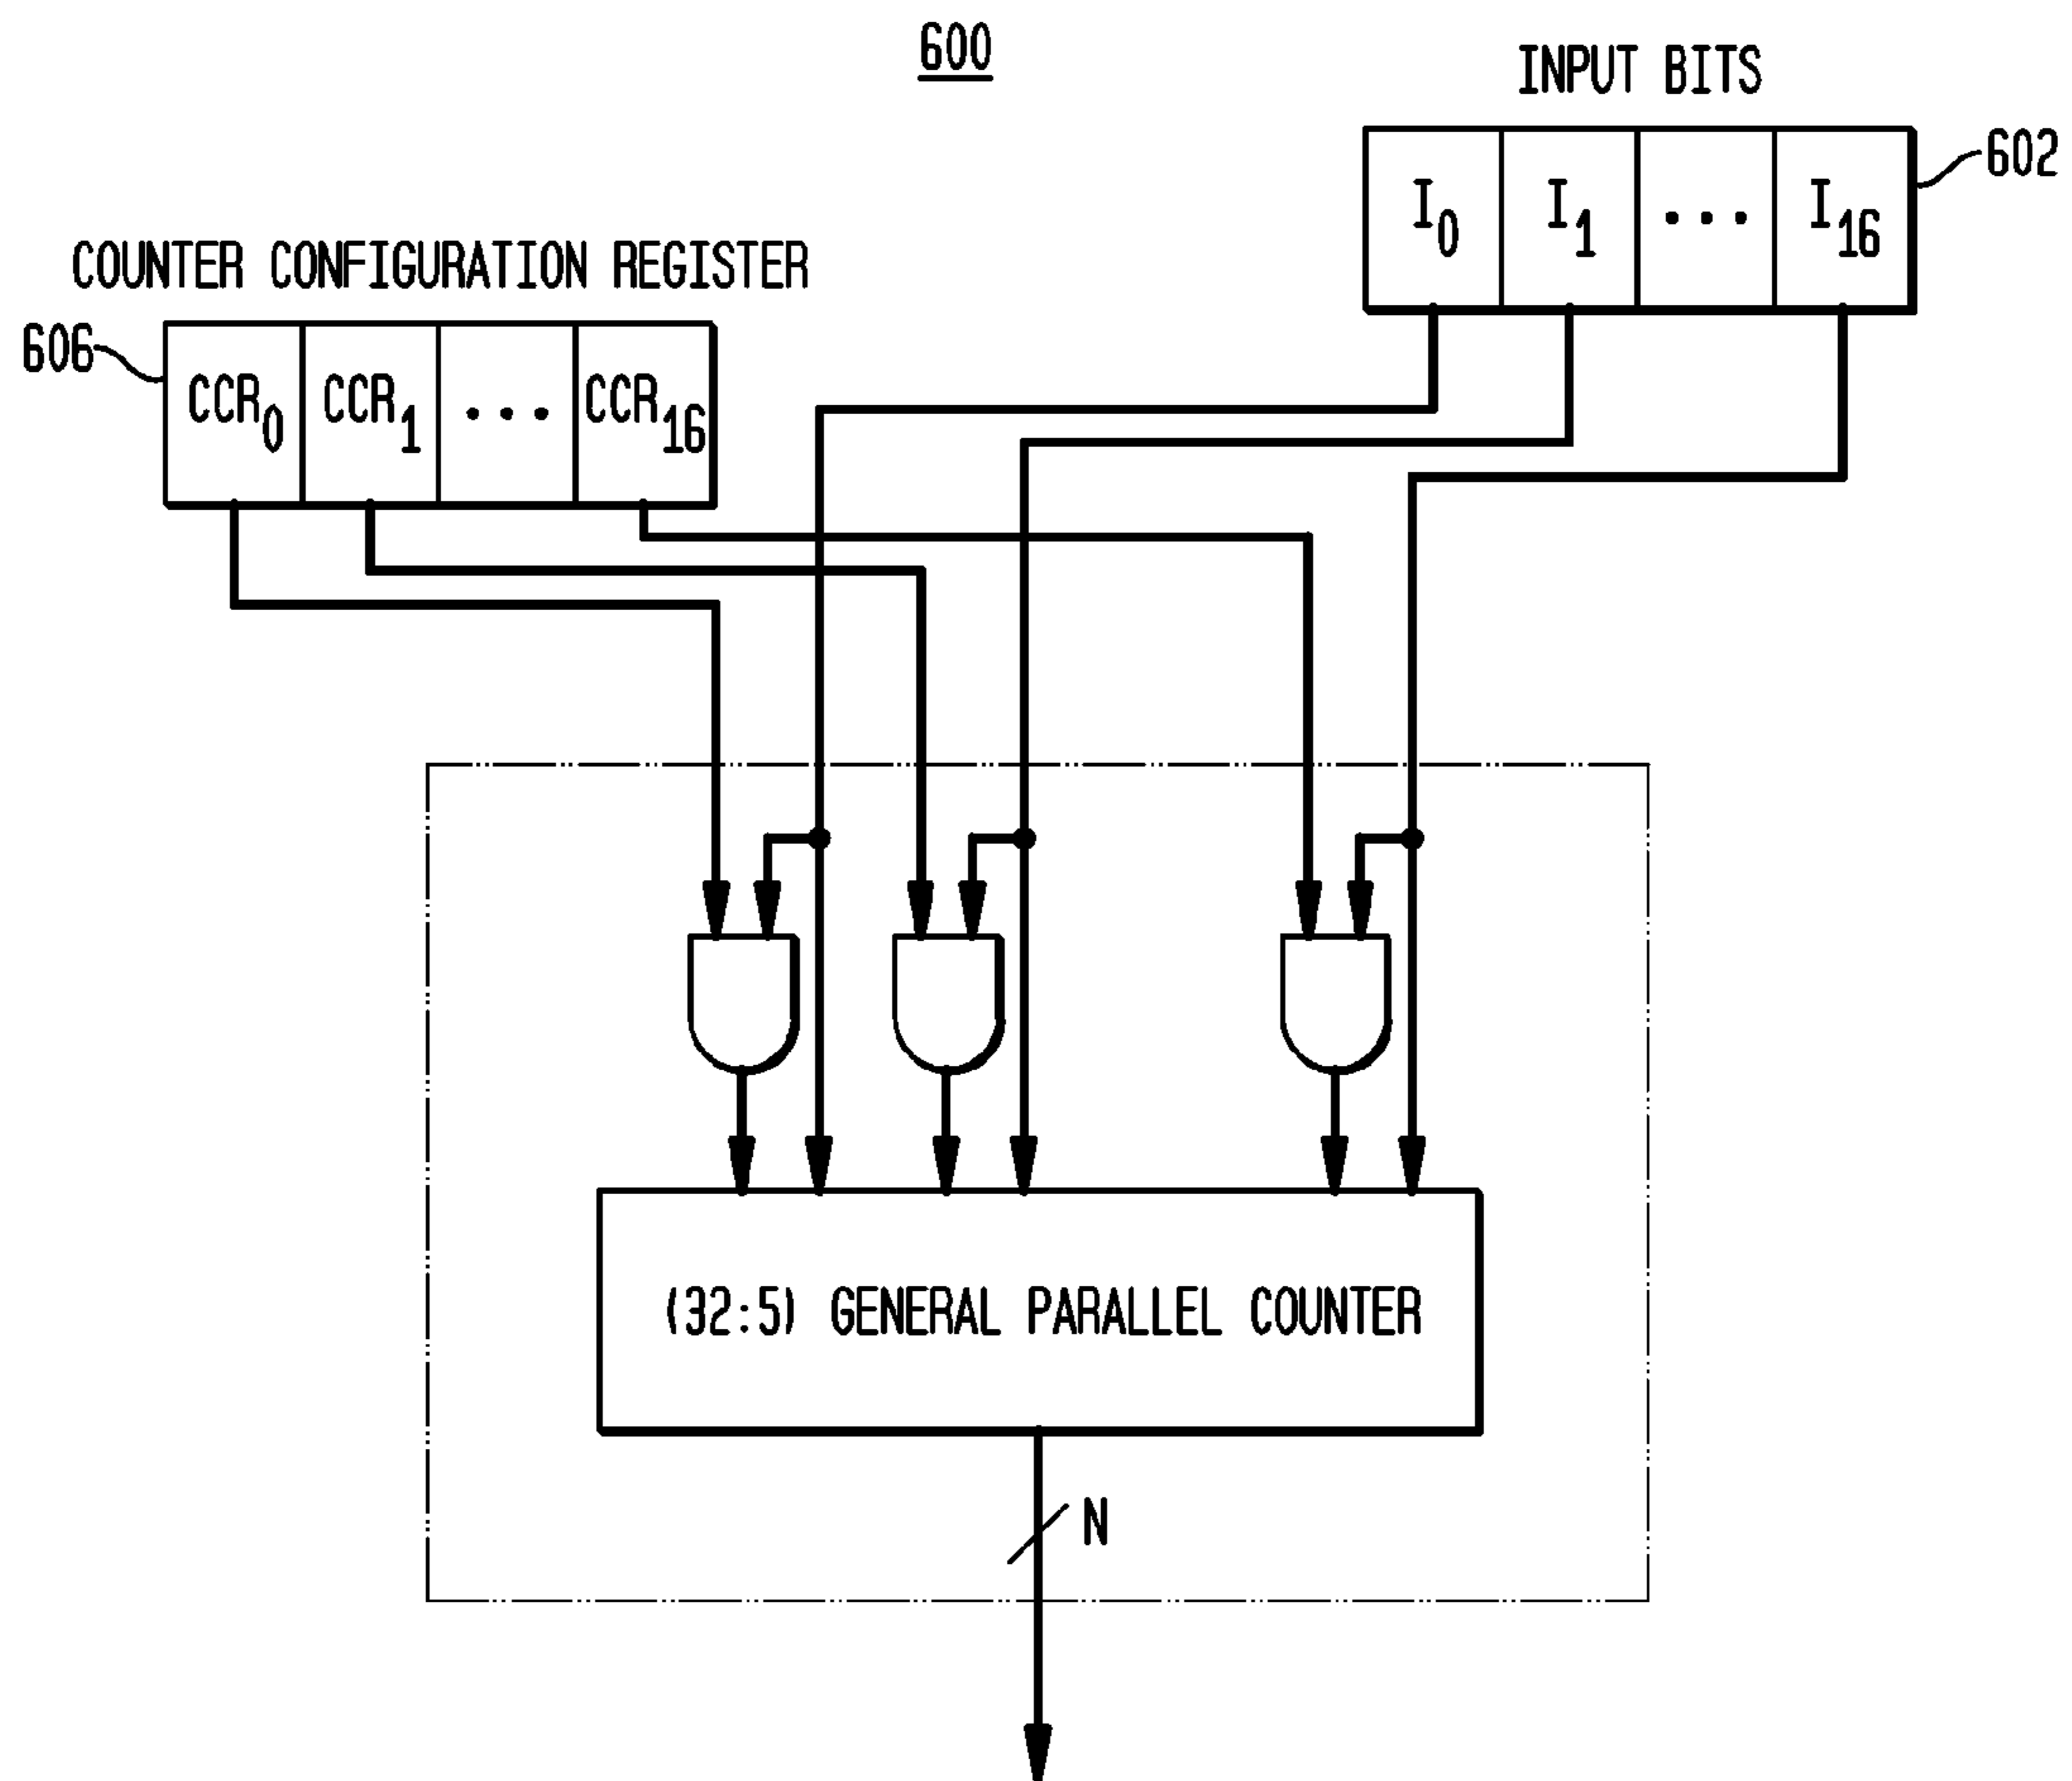 600
INPUT BITS
602
I0 I1 ... I16
COUNTER CONFIGURATION REGISTER
606
CCR0 CCR1 ... CCR16
(32:5) GENERAL PARALLEL COUNTER
N